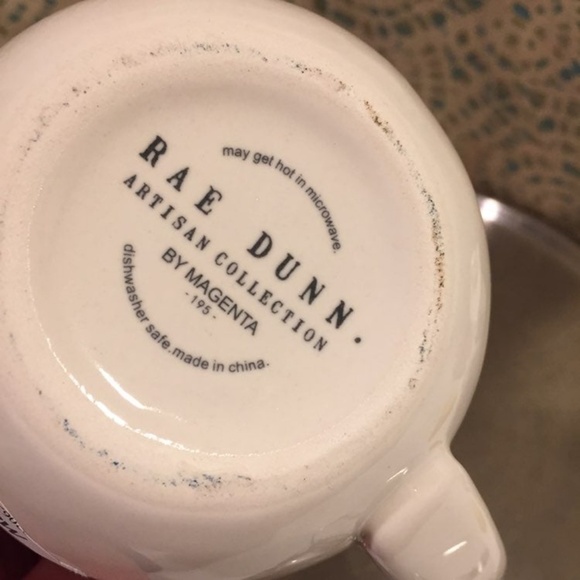 may get hot in microwave.
RAE DUNN.
ARTISAN COLLECTION
BY MAGENTA
- 195 -
dishwasher safe.made in china.